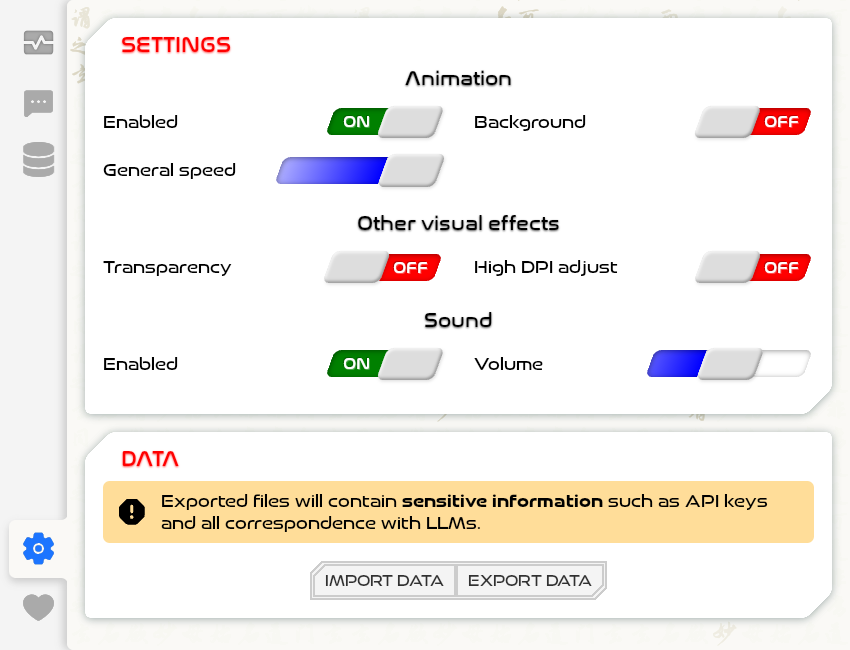 SETTINGS
Animation
Enabled ON Background OFF
General speed
Other visual effects
Transparency OFF High DPI adjust OFF
Sound
Enabled ON Volume
DATA
Exported files will contain sensitive information such as API keys
and all correspondence with LLMs.
IMPORT DATA EXPORT DATA